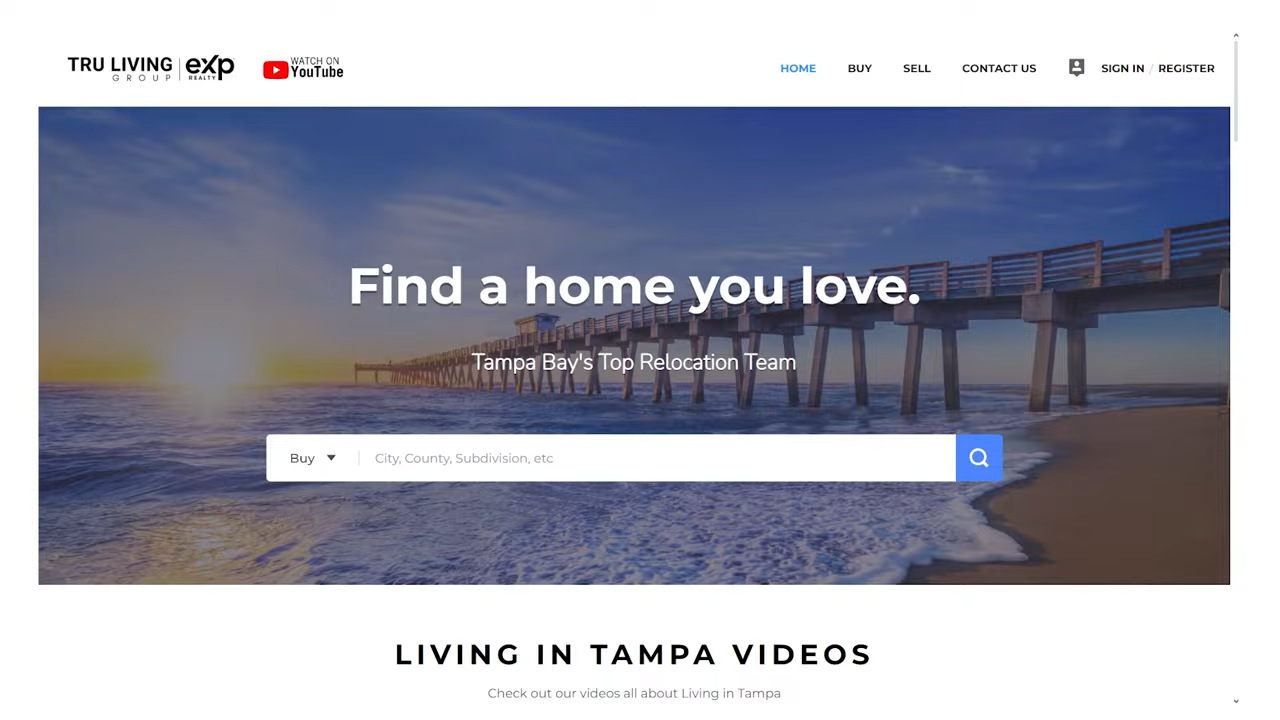 TRU LIVING
GROUP
eXp
REALTY
WATCH ON
YouTube
HOME
BUY
SELL
CONTACT US
SIGN IN / REGISTER
Find a home you love.
Tampa Bay's Top Relocation Team
Buy
City, County, Subdivision, etc
LIVING IN TAMPA VIDEOS
Check out our videos all about Living in Tampa